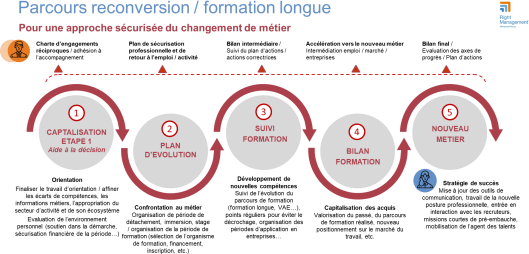 Parcours reconversion / formation longue
Right
Management
Pour une approche sécurisée du changement de métier
Charte d'engagements
réciproques / adhésion à
l'accompagnement
Plan de sécurisation
professionnelle et de
retour à l'emploi / activité
Bilan intermédiaire /
Suivi du plan d'actions /
actions correctrices
Accélération vers le nouveau métier
Intermédiation emploi / marché /
entreprises
Bilan final /
Evaluation des axes de
progrès / Plan d'actions
1
CAPTALISATION
ETAPE 1
Aide à la décision
2
PLAN
D'EVOLUTION
3
SUIVI
FORMATION
4
BILAN
FORMATION
5
NOUVEAU
METIER
Orientation
Finaliser le travail d'orientation / affiner
les écarts de compétences, les
informations métiers, l'appropriation du
secteur d'activité et de son écosystème
Evaluation de l'environnement
personnel (soutien dans la démarche,
sécurisation financière de la période…)
Confrontation au métier
Organisation de période de
détachement, immersion, stage
/ organisation de la période de
formation (sélection de l'organisme
de formation, financement,
inscription, etc.)
Développement de
nouvelles compétences
Suivi de l'évolution du
parcours de formation
(formation longue, VAE…),
points réguliers pour éviter le
décrochage, organisation des
périodes d'application en
entreprises…
Capitalisation des acquis
Valorisation du passé, du parcours
de formation réalisé, nouveau
positionnement sur le marché
du travail, etc.
Stratégie de succès
Mise à jour des outils de
communication, travail de la nouvelle
posture professionnelle, entrée en
interaction avec les recruteurs,
missions courtes de pré-embauche,
mobilisation de l'agent des talents